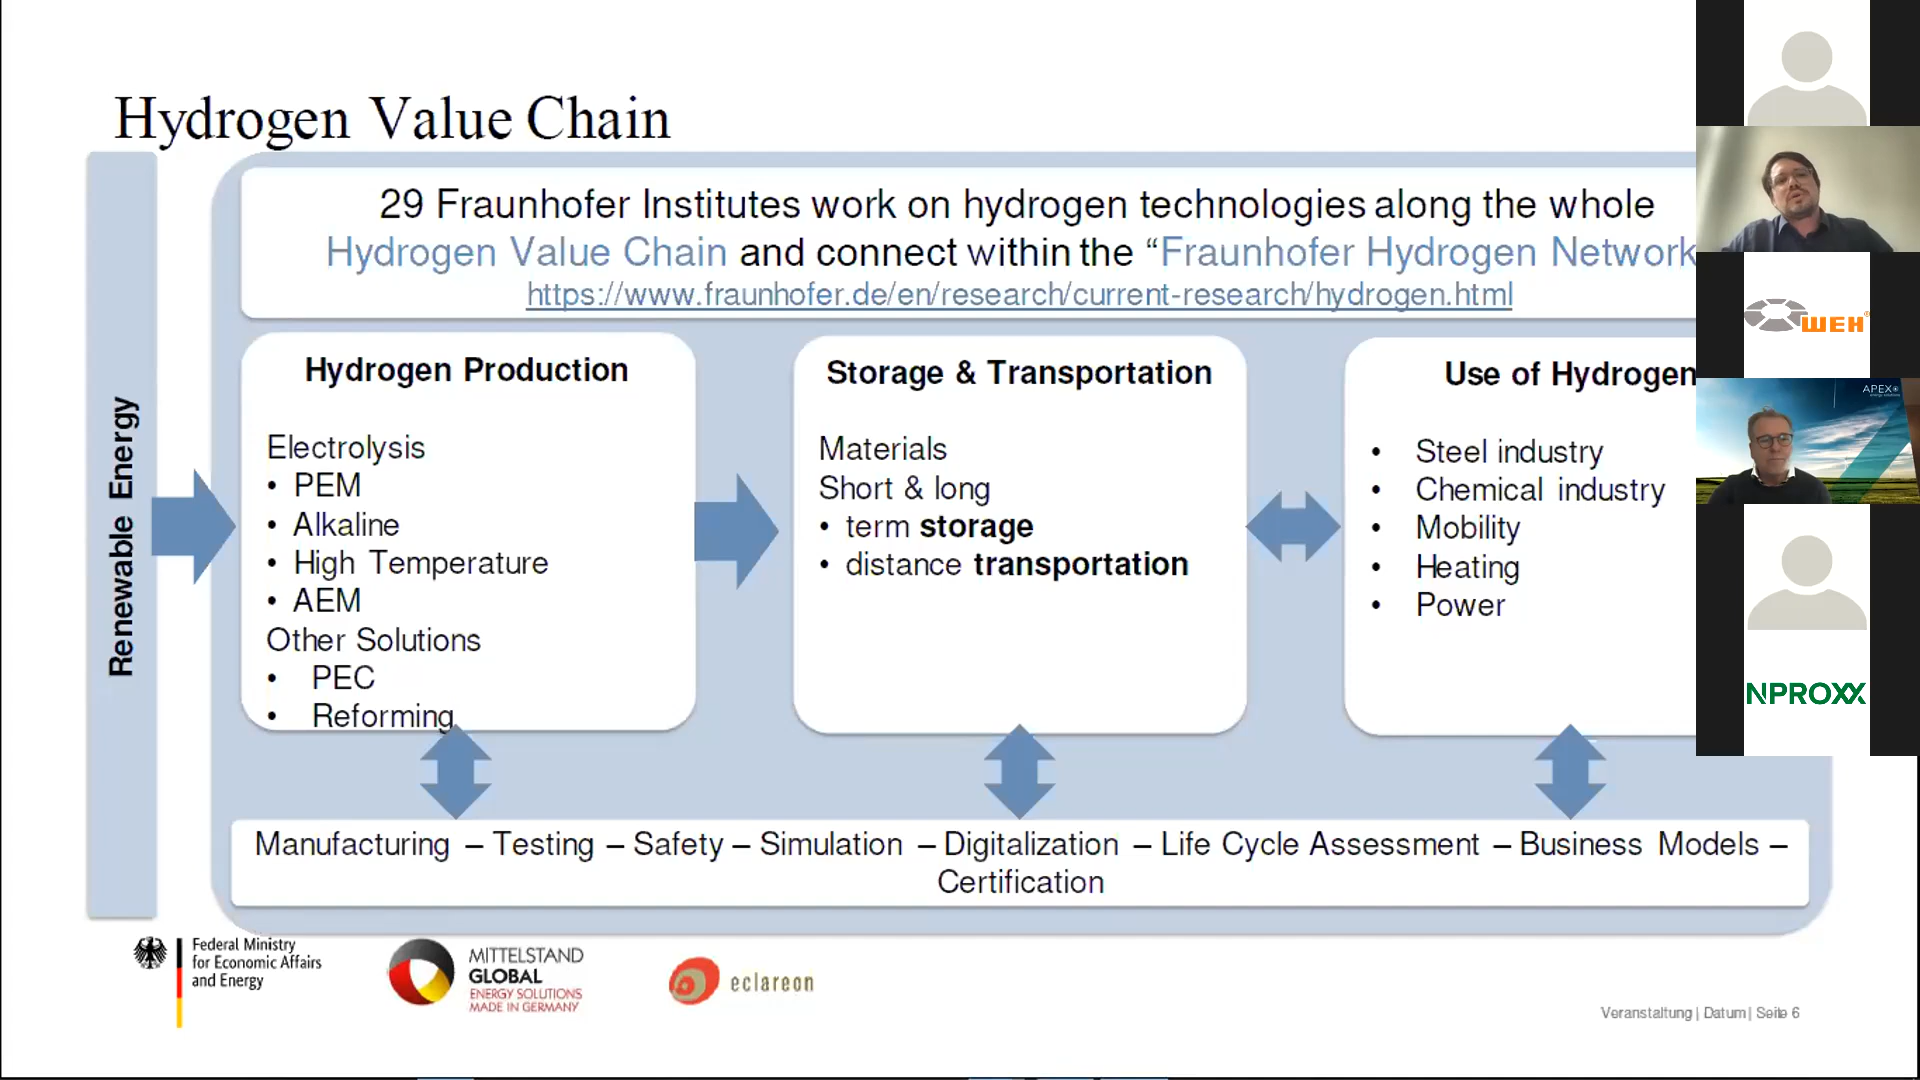 Hydrogen Value Chain
Renewable Energy
29 Fraunhofer Institutes work on hydrogen technologies along the whole
Hydrogen Value Chain and connect within the “Fraunhofer Hydrogen Network
https://www.fraunhofer.de/en/research/current-research/hydrogen.html
Hydrogen Production
Electrolysis
• PEM
• Alkaline
• High Temperature
• AEM
Other Solutions
• PEC
• Reforming
Storage & Transportation
Materials
Short & long
• term storage
• distance transportation
Use of Hydrogen
• Steel industry
• Chemical industry
• Mobility
• Heating
• Power
Manufacturing – Testing – Safety – Simulation – Digitalization – Life Cycle Assessment – Business Models –
Certification
Federal Ministry
for Economic Affairs
and Energy
MITTELSTAND
GLOBAL
ENERGY SOLUTIONS
MADE IN GERMANY
eclareon
Veranstaltung | Datum | Seite 6
WEH®
APEX
energy solutions
NPROXX